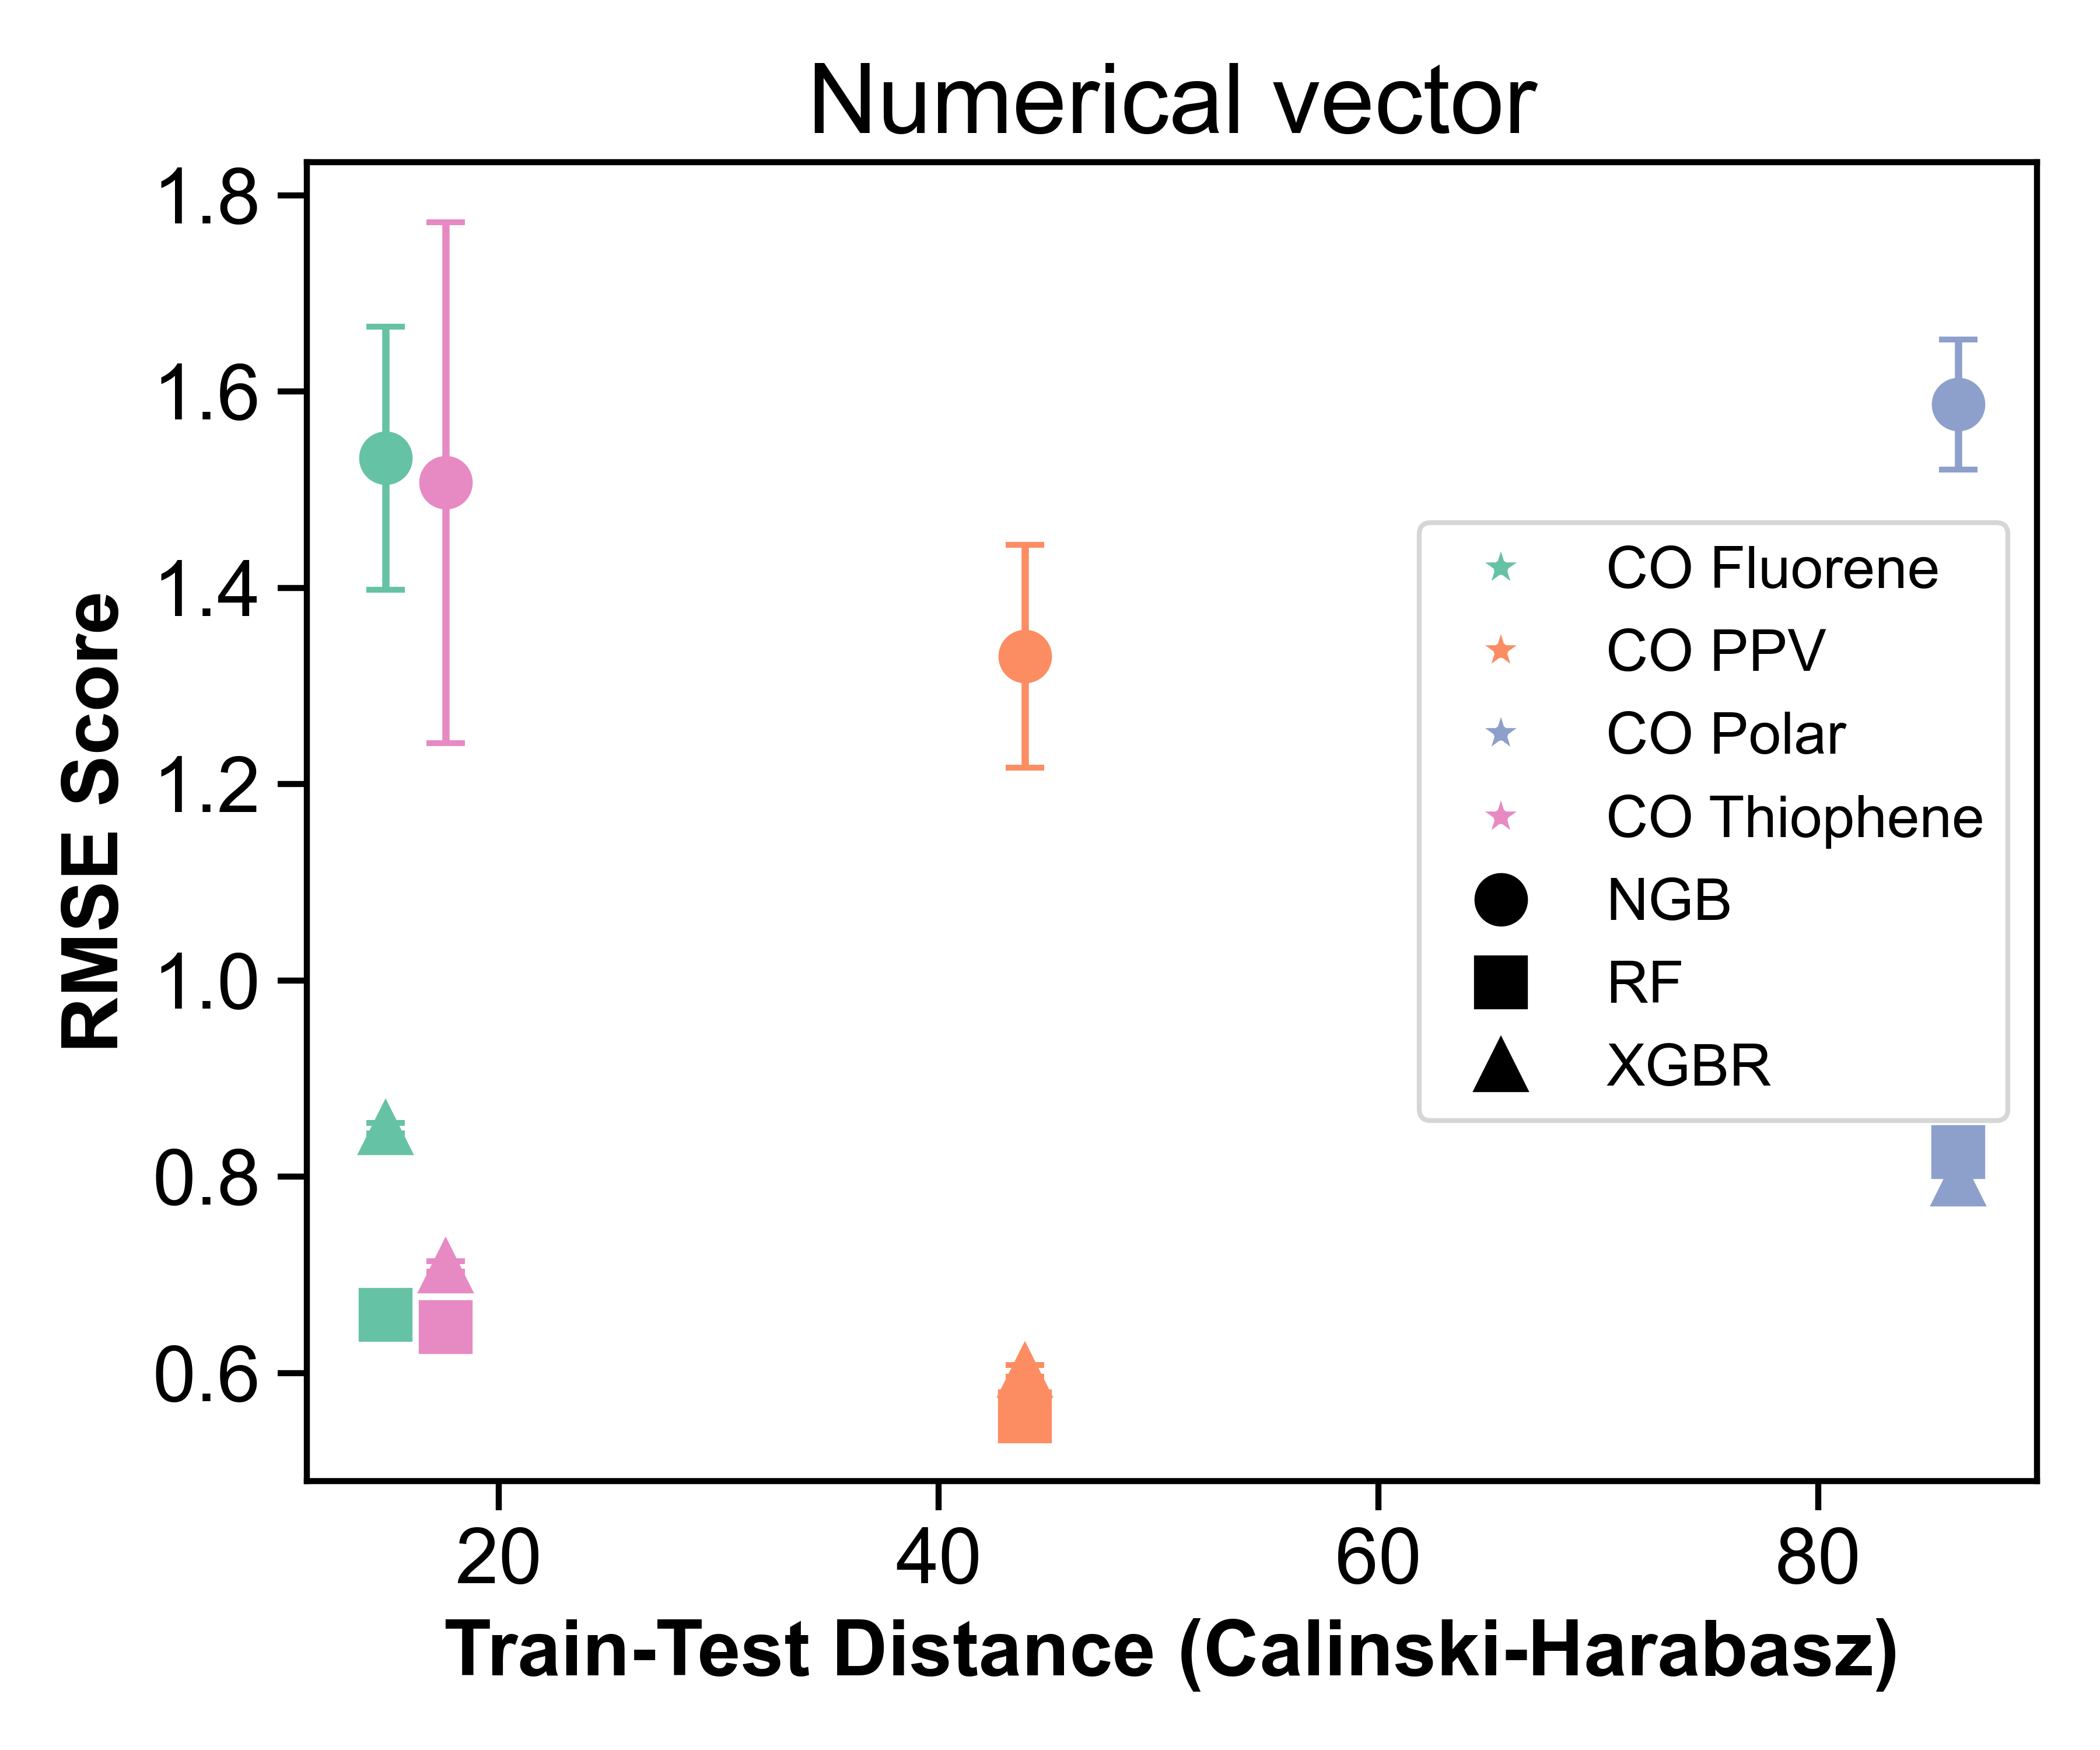 Numerical vector
1.8
1.6
1.4
1.2
1.0
0.8
0.6
RMSE Score
CO Fluorene
CO PPV
CO Polar
CO Thiophene
NGB
RF
XGBR
20 40 60 80
Train-Test Distance (Calinski-Harabasz)